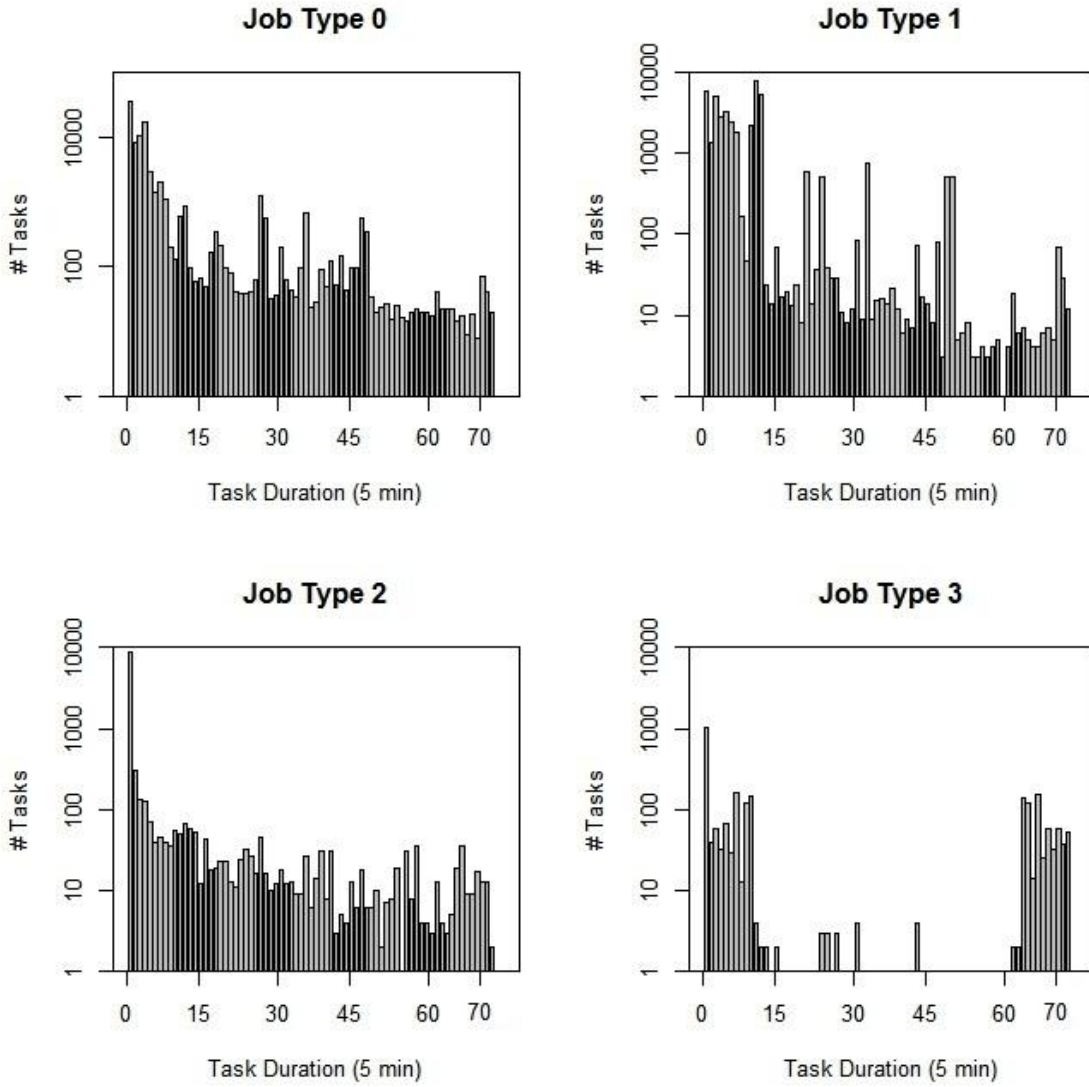 Job Type 0
# Tasks
10000
100
1
0 15 30 45 60 70
Task Duration (5 min)
Job Type 1
# Tasks
10000
1000
100
10
1
0 15 30 45 60 70
Task Duration (5 min)
Job Type 2
# Tasks
10000
1000
100
10
1
0 15 30 45 60 70
Task Duration (5 min)
Job Type 3
# Tasks
10000
1000
100
10
1
0 15 30 45 60 70
Task Duration (5 min)